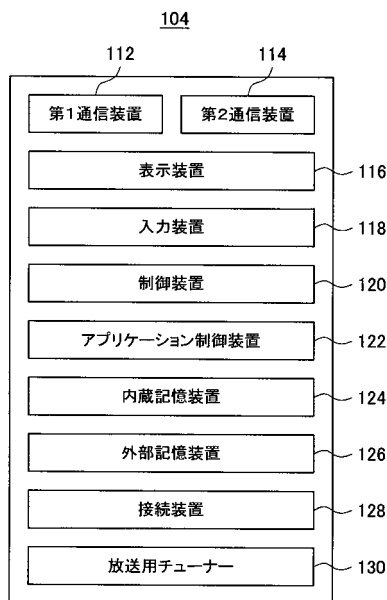 104
112
114
第1通信装置
第2通信装置
表示装置
116
入力装置
118
制御装置
120
アプリケーション制御装置
122
内蔵記憶装置
124
外部記憶装置
126
接続装置
128
放送用チューナー
130